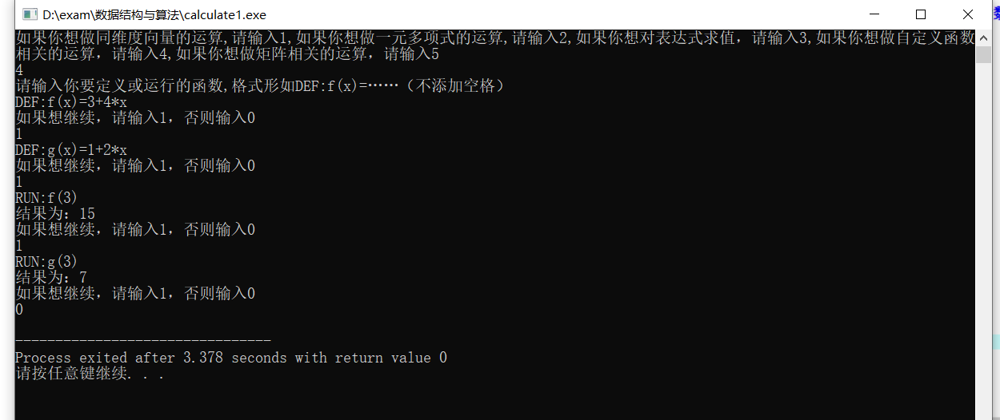 D:\exam\数据结构与算法\calculate1.exe
如果你想做同维度向量的运算,请输入1,如果你想做一元多项式的运算,请输入2,如果你想对表达式求值，请输入3,如果你想做自定义函数
相关的运算，请输入4,如果你想做矩阵相关的运算，请输入5
4
请输入你要定义或运行的函数,格式形如DEF:f(x)=……（不添加空格）
DEF:f(x)=3+4*x
如果想继续，请输入1，否则输入0
1
DEF:g(x)=1+2*x
如果想继续，请输入1，否则输入0
1
RUN:f(3)
结果为：15
如果想继续，请输入1，否则输入0
1
RUN:g(3)
结果为：7
如果想继续，请输入1，否则输入0
0
--------------------------------
Process exited after 3.378 seconds with return value 0
请按任意键继续. . .